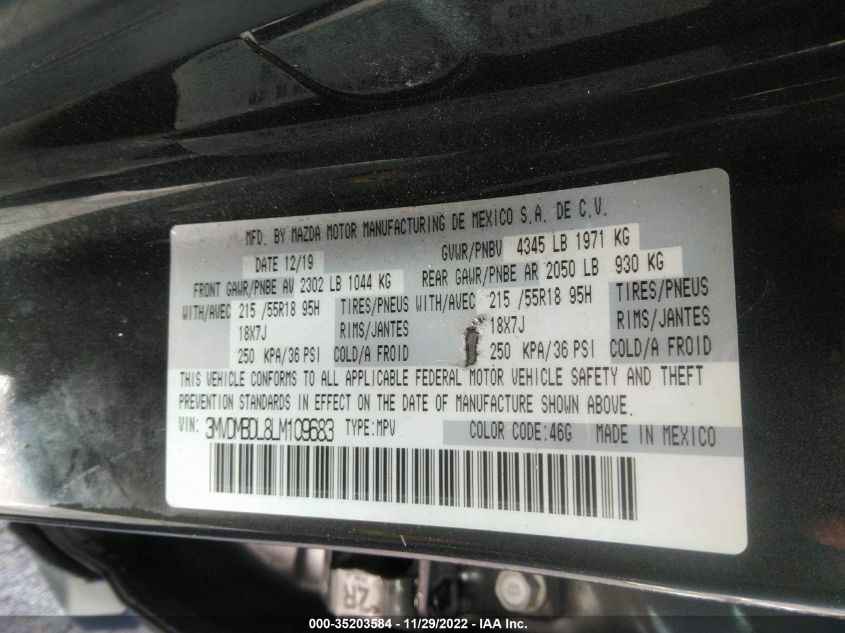 MFD. BY MAZDA MOTOR MANUFACTURING DE MEXICO S.A. DE C.V.
DATE 12/19 GVWR/PNBV 4345 LB 1971 KG
FRONT GAWR/PNBE AV 2302 LB 1044 KG REAR GAWR/PNBE AR 2050 LB 930 KG
WITH/AVEC 215 /55R18 95H TIRES/PNEUS WITH/AVEC 215 /55R18 95H TIRES/PNEUS
18X7J RIMS/JANTES 18X7J RIMS/JANTES
250 KPA/36 PSI COLD/A FROID 250 KPA/36 PSI COLD/A FROID
THIS VEHICLE CONFORMS TO ALL APPLICABLE FEDERAL MOTOR VEHICLE SAFETY AND THEFT
PREVENTION STANDARDS IN EFFECT ON THE DATE OF MANUFACTURE SHOWN ABOVE.
VIN: 3MVDMBDL8LM109683 TYPE:MPV COLOR CODE:46G MADE IN MEXICO
ZR
000-35203584 - 11/29/2022 - IAA Inc.